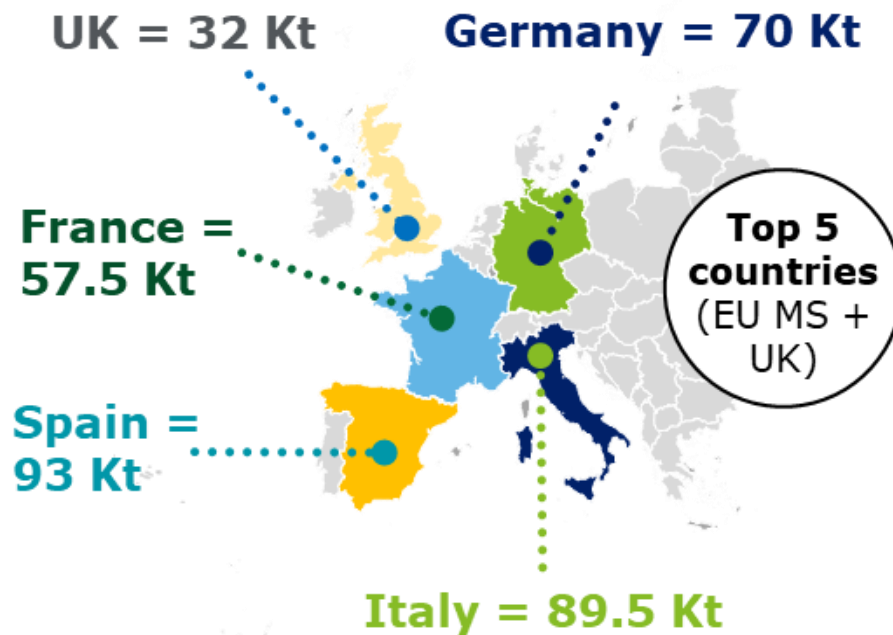 UK = 32 Kt
Germany = 70 Kt
France =
57.5 Kt
Top 5
countries
(EU MS +
UK)
Spain =
93 Kt
Italy = 89.5 Kt